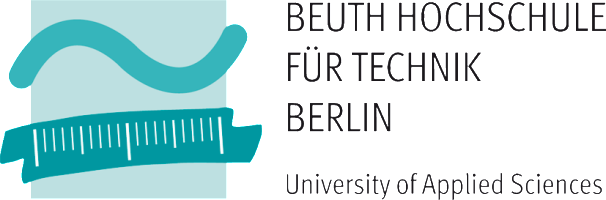 BEUTH HOCHSCHULE
FÜR TECHNIK
BERLIN
University of Applied Sciences